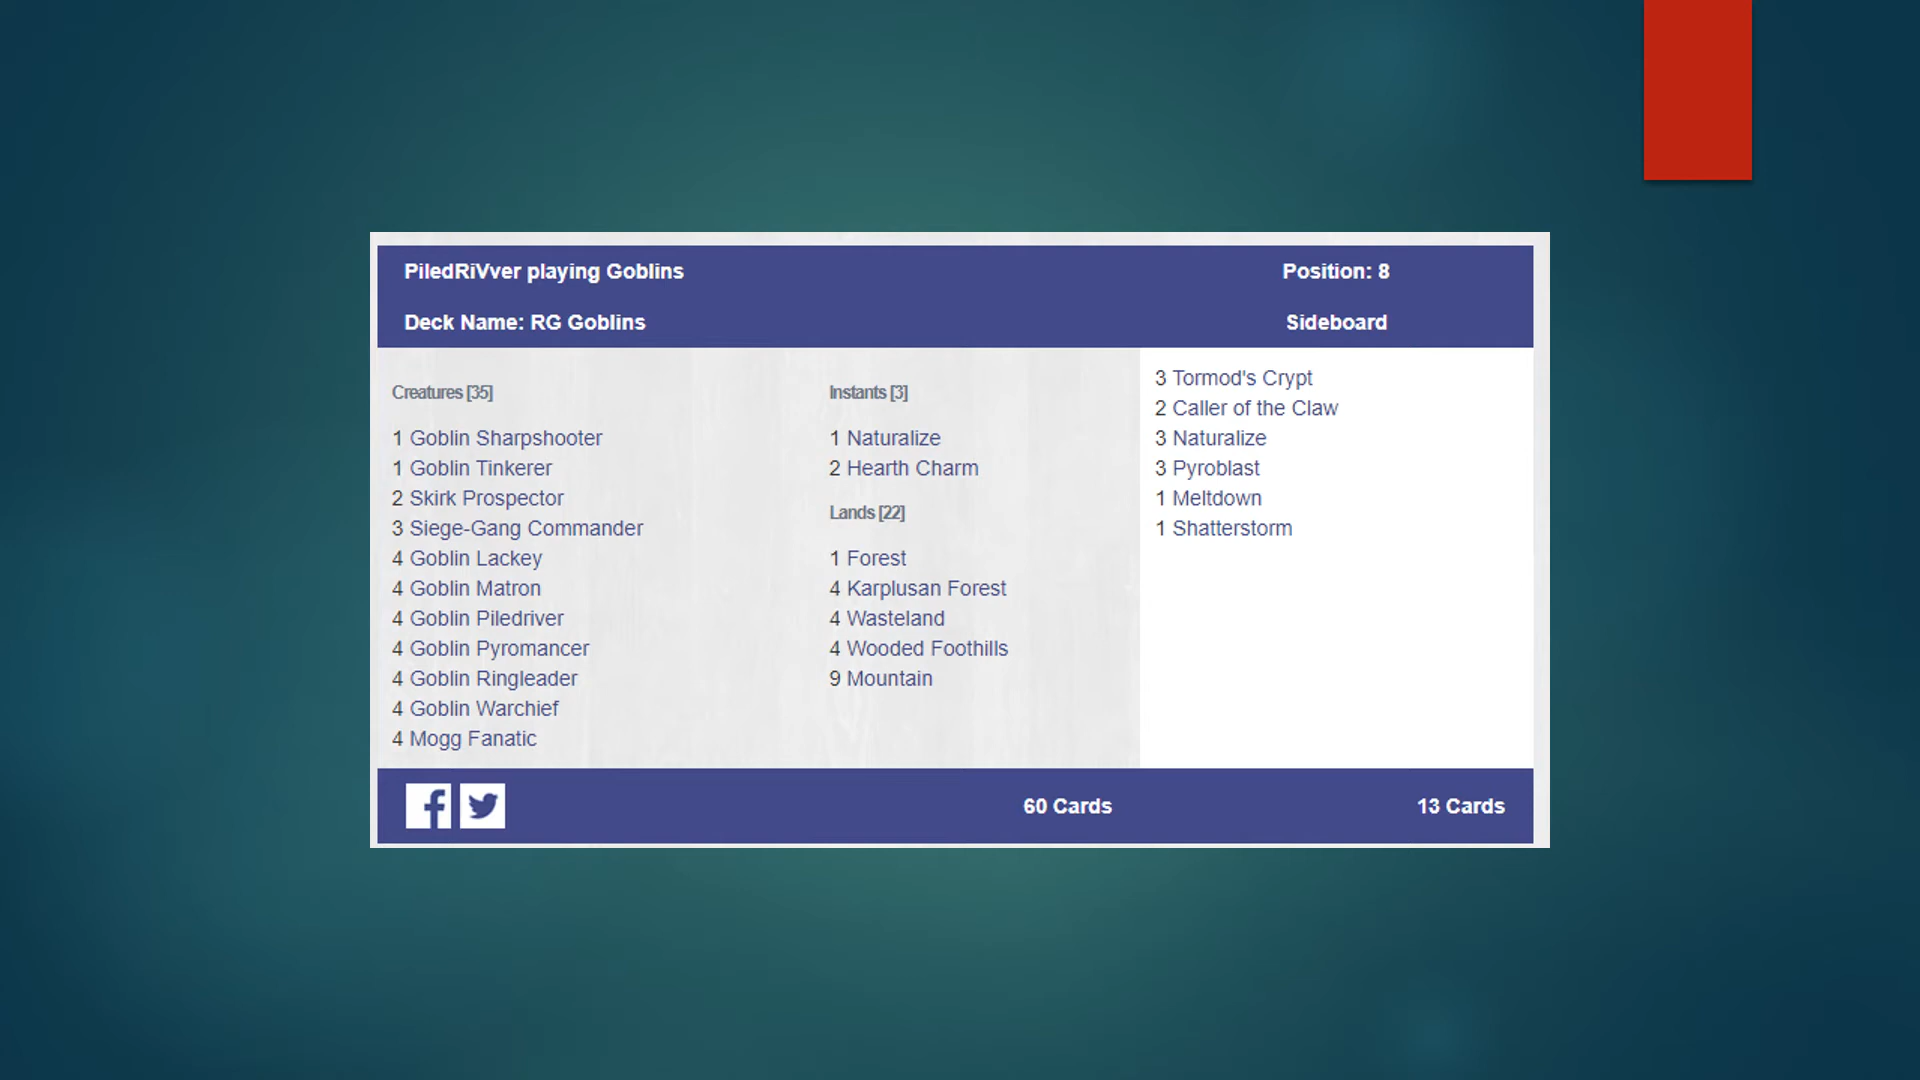 PiledRiVver playing Goblins
Position: 8
Deck Name: RG Goblins
Sideboard
Creatures [35]
1 Goblin Sharpshooter
1 Goblin Tinkerer
2 Skirk Prospector
3 Siege-Gang Commander
4 Goblin Lackey
4 Goblin Matron
4 Goblin Piledriver
4 Goblin Pyromancer
4 Goblin Ringleader
4 Goblin Warchief
4 Mogg Fanatic
Instants [3]
1 Naturalize
2 Hearth Charm
Lands [22]
1 Forest
4 Karplusan Forest
4 Wasteland
4 Wooded Foothills
9 Mountain
3 Tormod's Crypt
2 Caller of the Claw
3 Naturalize
3 Pyroblast
1 Meltdown
1 Shatterstorm
60 Cards
13 Cards